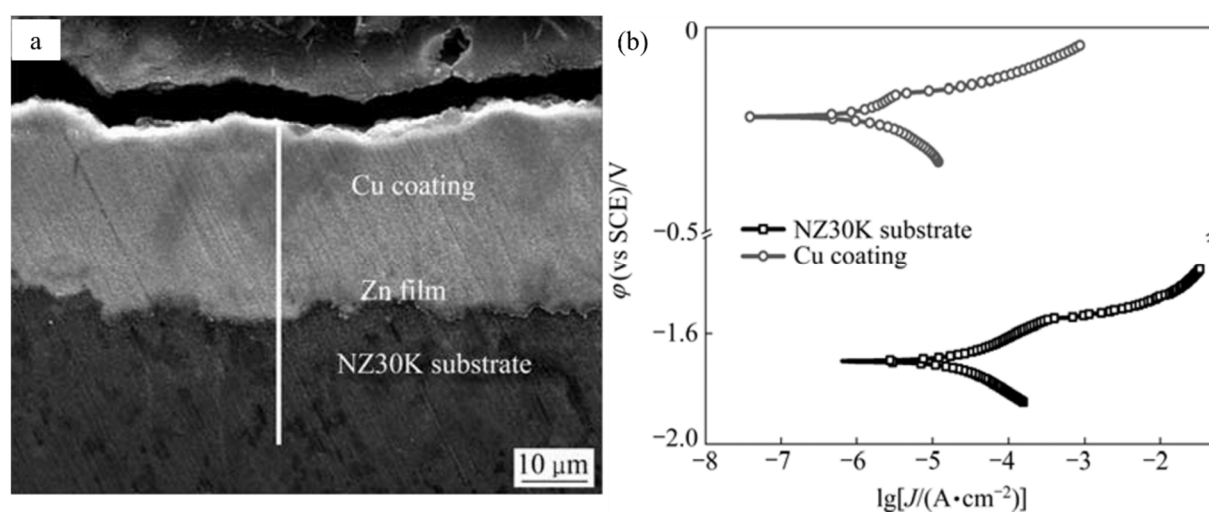 a
Cu coating
Zn film
NZ30K substrate
10 μm
(b)
0
−0.5
−1.6
−2.0
φ(vs SCE)/V
NZ30K substrate
Cu coating
−8 −7 −6 −5 −4 −3 −2
lg[J/(A•cm⁻²)]